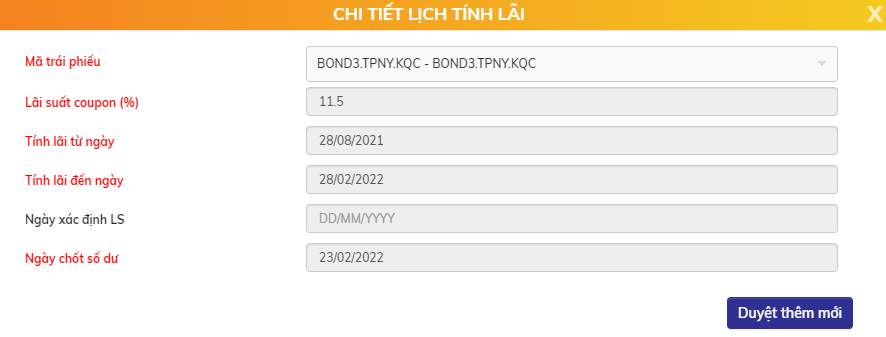 CHI TIẾT LỊCH TÍNH LÃI
X
Mã trái phiếu
BOND3.TPNY.KQC - BOND3.TPNY.KQC
Lãi suất coupon (%)
11.5
Tính lãi từ ngày
28/08/2021
Tính lãi đến ngày
28/02/2022
Ngày xác định LS
DD/MM/YYYY
Ngày chốt số dư
23/02/2022
Duyệt thêm mới